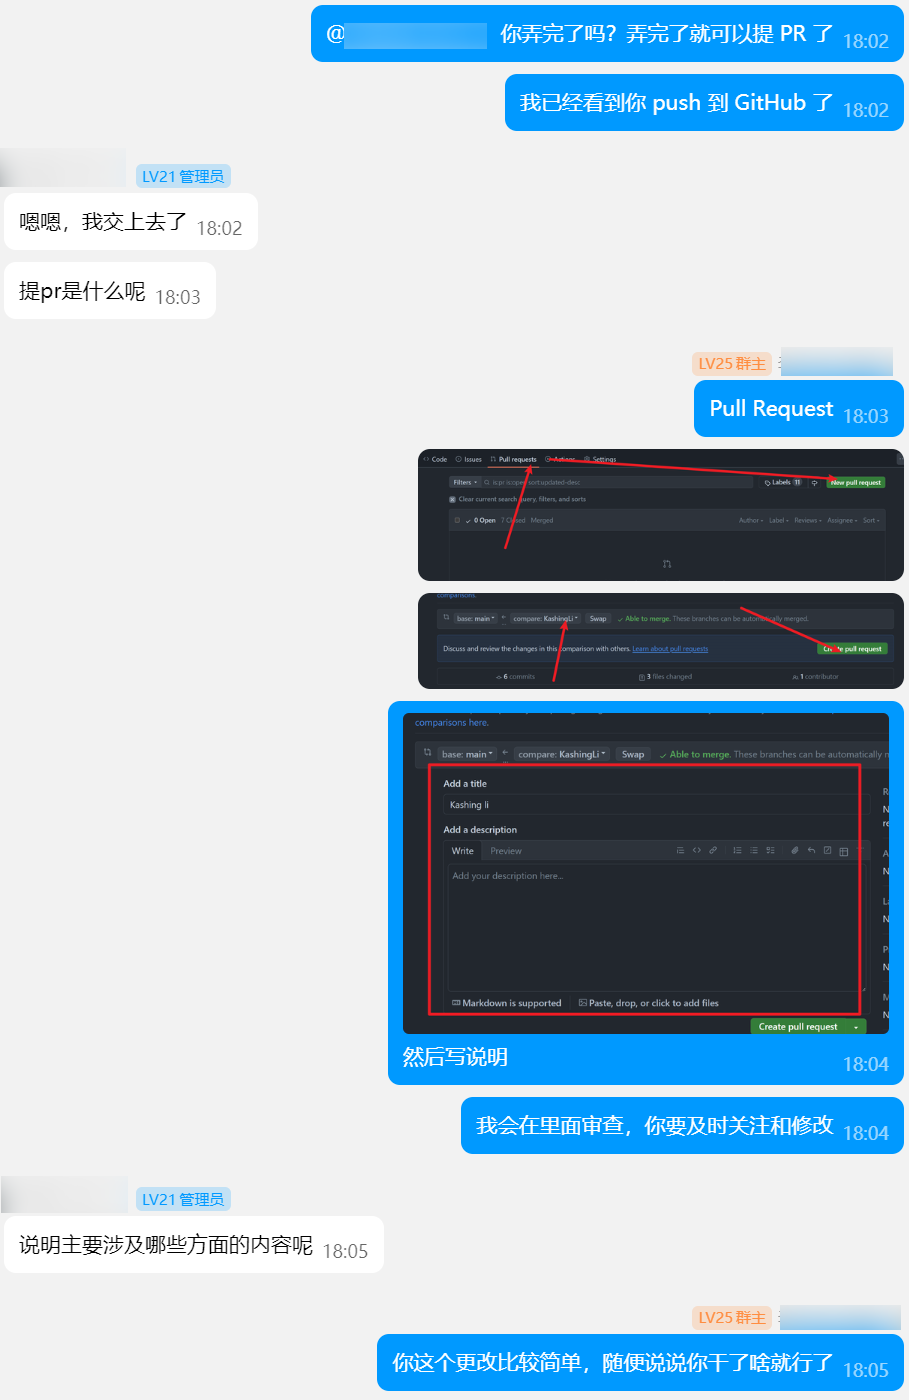 @ 你弄完了吗？弄完了就可以提 PR 了 18:02
我已经看到你 push 到 GitHub 了 18:02
LV21 管理员
嗯嗯，我交上去了 18:02
提pr是什么呢 18:03
LV25 群主
Pull Request 18:03
Code Issues Pull requests Actions Settings
Filters is:pr is:open sort:updated-desc Labels 11 New pull request
Clear current search query, filters, and sorts
0 Open 7 Closed Merged Author Label Reviews Assignee Sort
comparisons.
base: main compare: KashingLi Swap Able to merge. These branches can be automatically merged.
Discuss and review the changes in this comparison with others. Learn about pull requests Create pull request
6 commits 3 files changed 1 contributor
comparisons here.
base: main compare: KashingLi Swap Able to merge. These branches can be automatically
Add a title
Kashing li
Add a description
Write Preview
Add your description here...
Markdown is supported Paste, drop, or click to add files
Create pull request
然后写说明 18:04
我会在里面审查，你要及时关注和修改 18:04
LV21 管理员
说明主要涉及哪些方面的内容呢 18:05
LV25 群主
你这个更改比较简单，随便说说你干了啥就行了 18:05